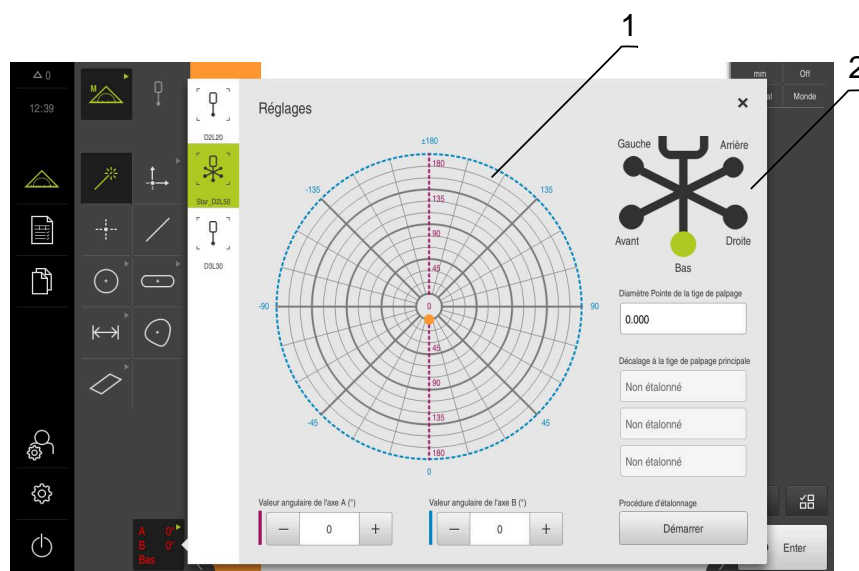 1
2
0
12:39
M
D2L20
Star_D2L50
D3L30
Réglages
×
mm
Off
al
Monde
±180
-135
135
-90
90
-45
45
0
180
135
90
45
0
45
90
135
180
Gauche
Arrière
Avant
Droite
Bas
Diamètre Pointe de la tige de palpage
0.000
Décalage à la tige de palpage principale
Non étalonné
Non étalonné
Non étalonné
Valeur angulaire de l'axe A (°)
− 0 +
Valeur angulaire de l'axe B (°)
− 0 +
Procédure d'étalonnage
Démarrer
A 0°
B 0°
Bas
Enter